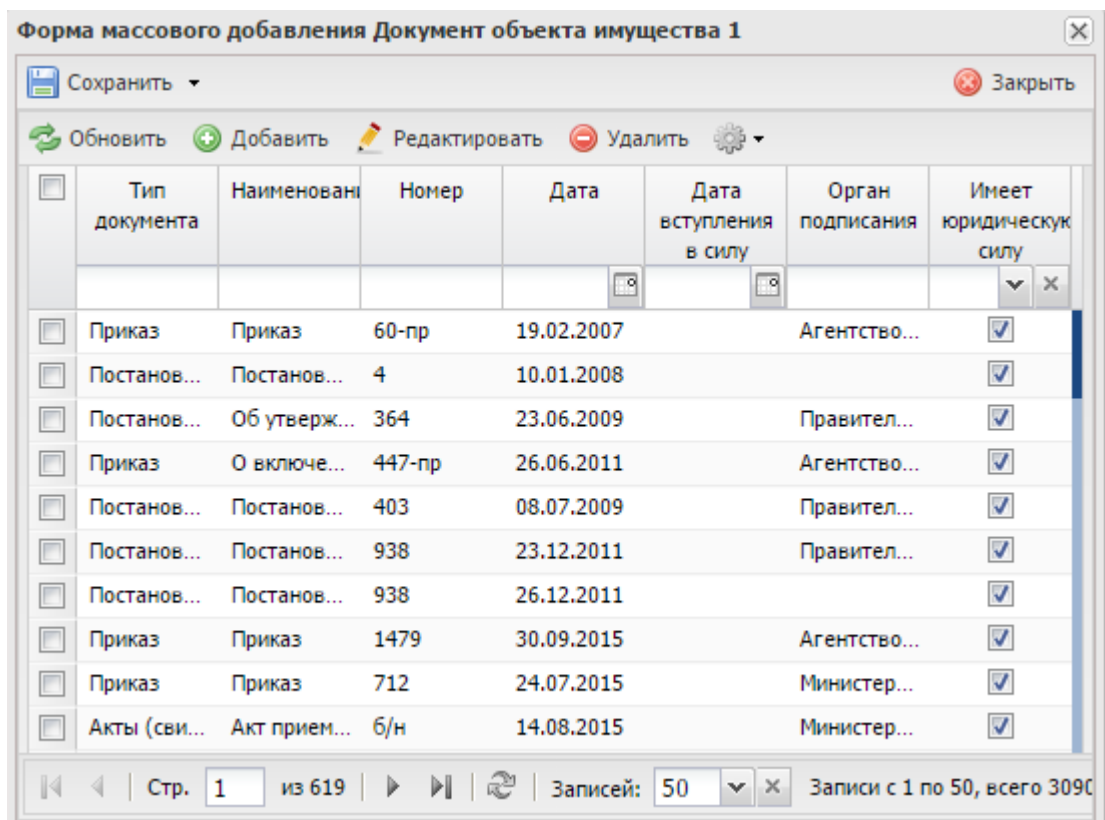 Форма массового добавления Документ объекта имущества 1
Сохранить Закрыть
Обновить Добавить Редактировать Удалить
Тип документа Наименовани Номер Дата Дата вступления в силу Орган подписания Имеет юридическую силу
Приказ Приказ 60-пр 19.02.2007 Агентство...
Постанов... Постанов... 4 10.01.2008
Постанов... Об утверж... 364 23.06.2009 Правител...
Приказ О включе... 447-пр 26.06.2011 Агентство...
Постанов... Постанов... 403 08.07.2009 Правител...
Постанов... Постанов... 938 23.12.2011 Правител...
Постанов... Постанов... 938 26.12.2011
Приказ Приказ 1479 30.09.2015 Агентство...
Приказ Приказ 712 24.07.2015 Министер...
Акты (сви... Акт прием... б/н 14.08.2015 Министер...
Стр. 1 из 619 Записей: 50 Записи с 1 по 50, всего 3090